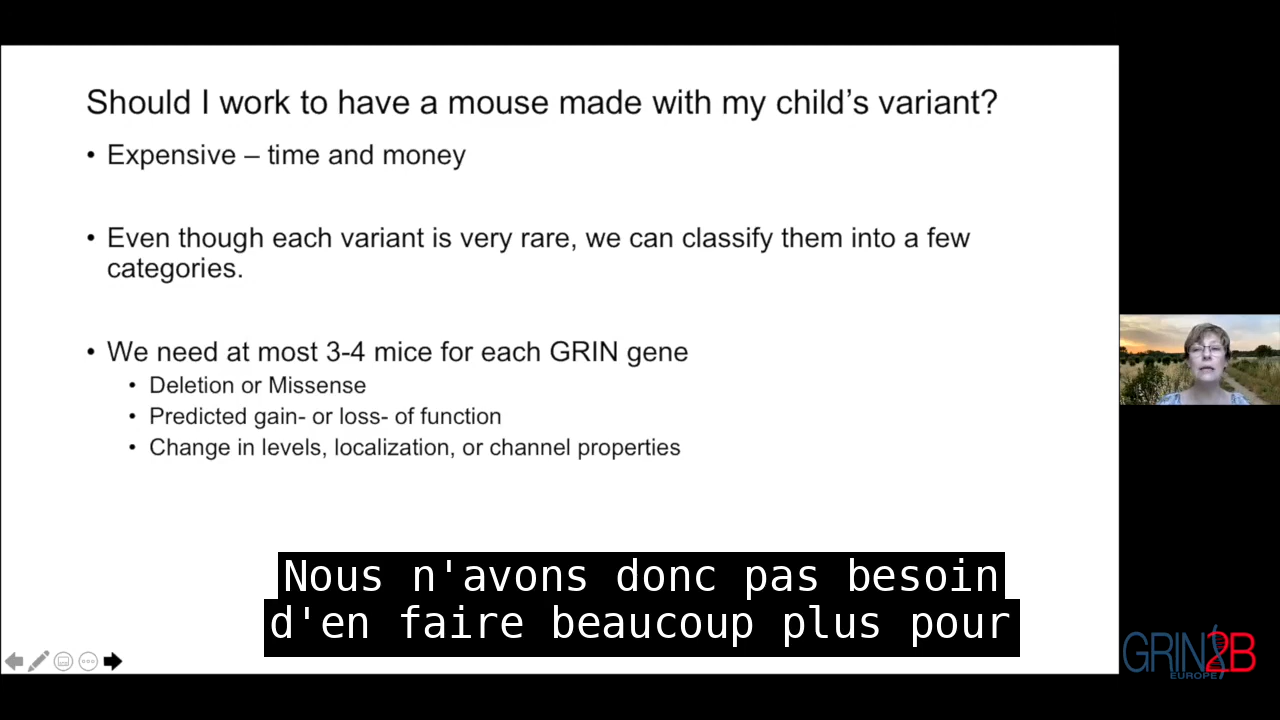 Should I work to have a mouse made with my child’s variant?
• Expensive – time and money
• Even though each variant is very rare, we can classify them into a few
categories.
• We need at most 3-4 mice for each GRIN gene
• Deletion or Missense
• Predicted gain- or loss- of function
• Change in levels, localization, or channel properties
Nous n'avons donc pas besoin
d'en faire beaucoup plus pour
GRIN2B
EUROPE